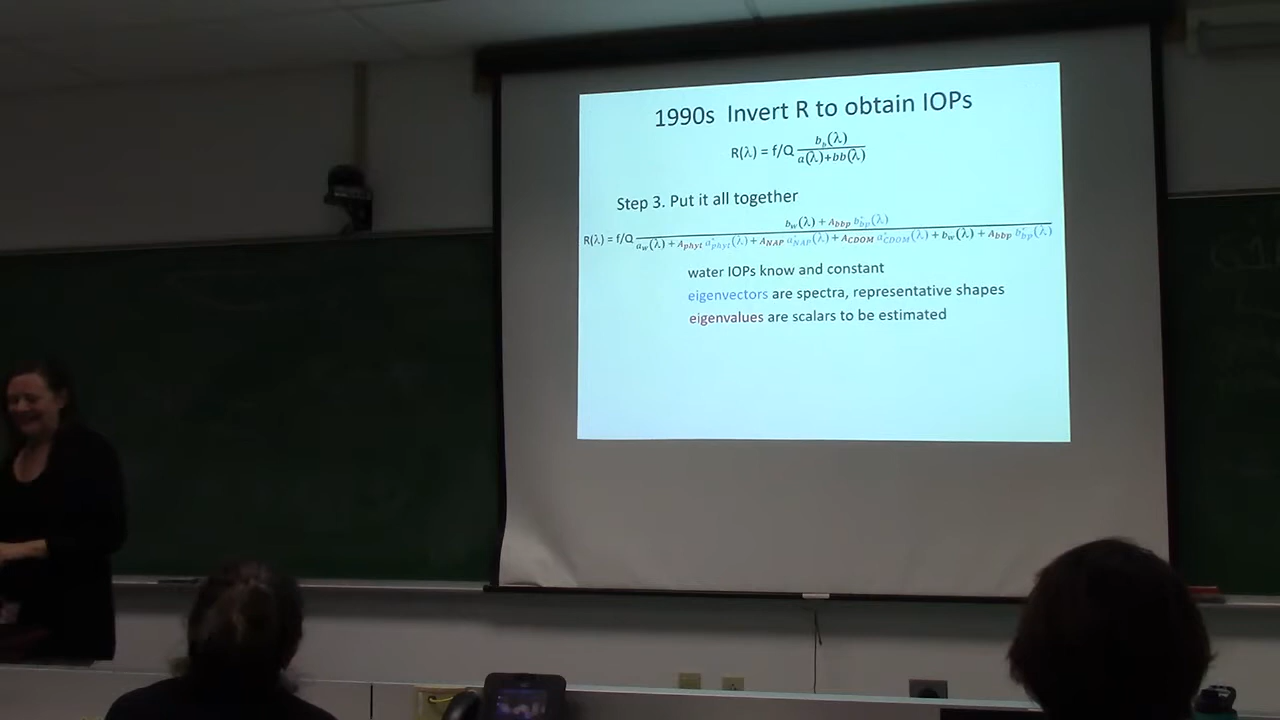 1990s Invert R to obtain IOPs
R(λ) = f/Q b_b(λ) / a(λ)+bb(λ)
Step 3. Put it all together
R(λ) = f/Q b_w(λ) + A_bbp b*_bp(λ) / a_w(λ) + A_phyt a*_phyt(λ) + A_NAP a*_NAP(λ) + A_CDOM a*_CDOM(λ) + b_w(λ) + A_bbp b*_bp(λ)
water IOPs know and constant
eigenvectors are spectra, representative shapes
eigenvalues are scalars to be estimated